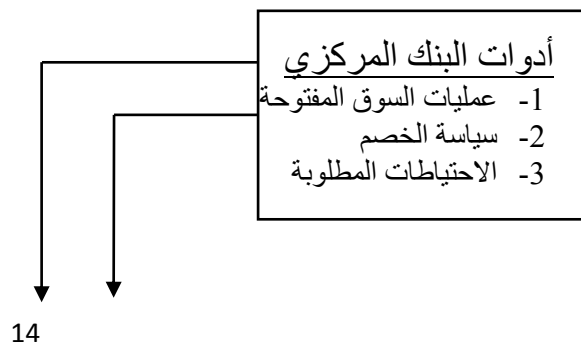 أدوات البنك المركزي
1- عمليات السوق المفتوحة
2- سياسة الخصم
3- الاحتياطات المطلوبة
14